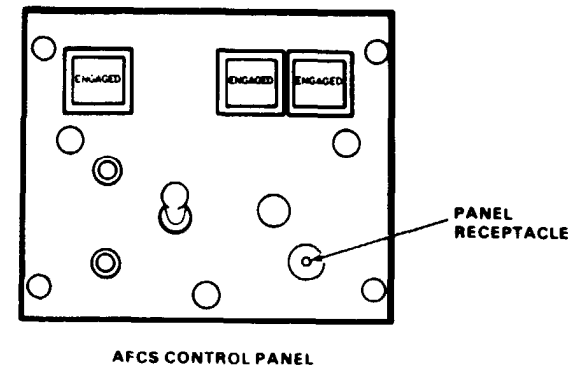 ENGAGED ENGAGED ENGAGED
PANEL
RECEPTACLE
AFCS CONTROL PANEL